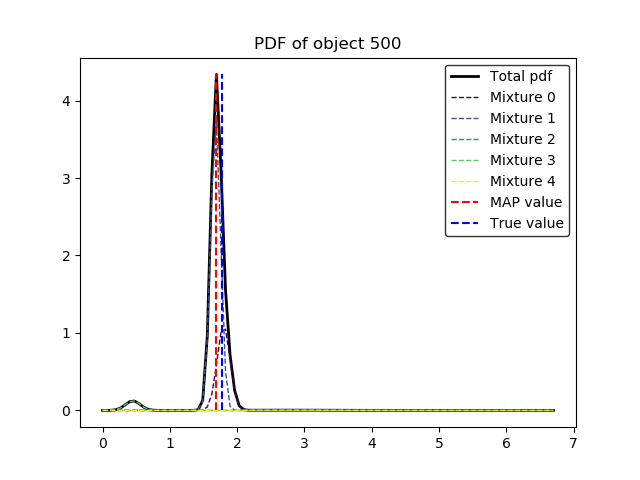 PDF of object 500
Total pdf
Mixture 0
Mixture 1
Mixture 2
Mixture 3
Mixture 4
MAP value
True value
4
3
2
1
0
0 1 2 3 4 5 6 7